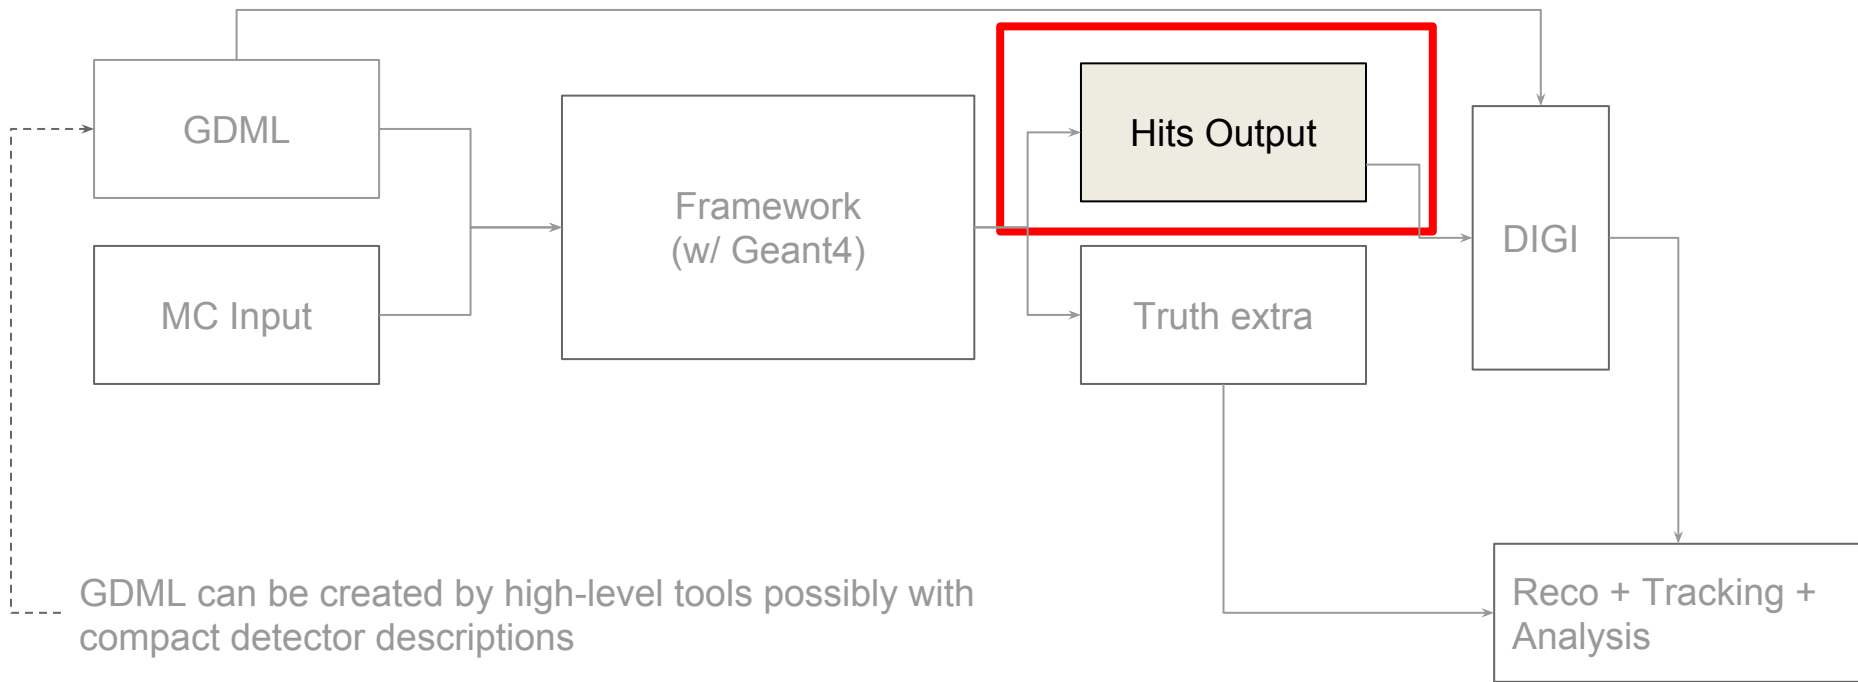 GDML
Hits Output
Framework
(w/ Geant4)
DIGI
MC Input
Truth extra
GDML can be created by high-level tools possibly with
compact detector descriptions
Reco + Tracking +
Analysis